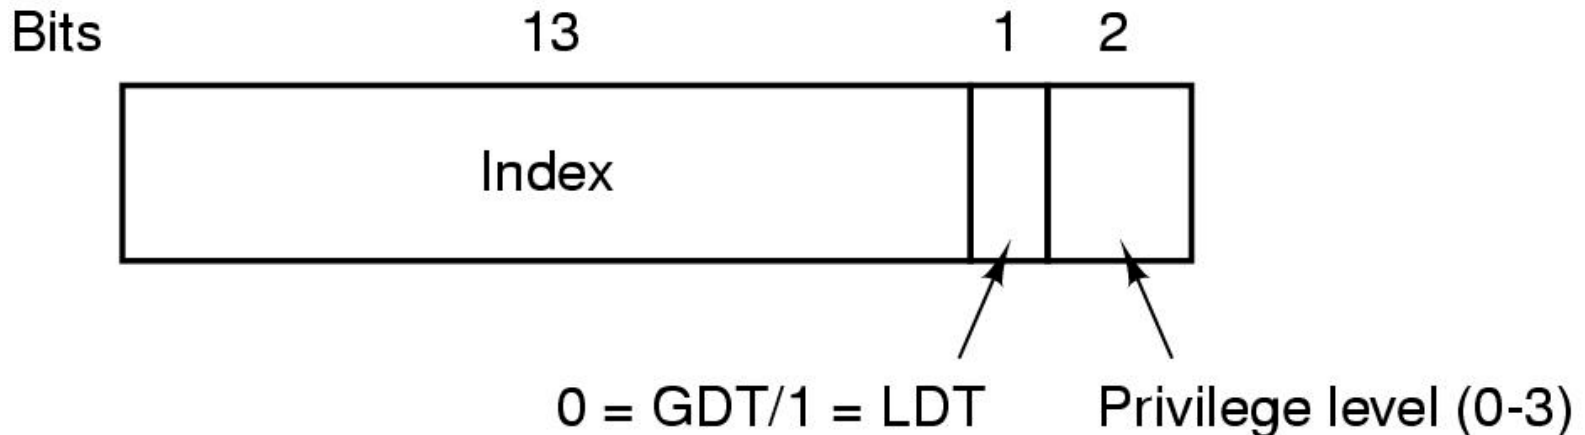 Bits 13 1 2
Index
0 = GDT/1 = LDT Privilege level (0-3)